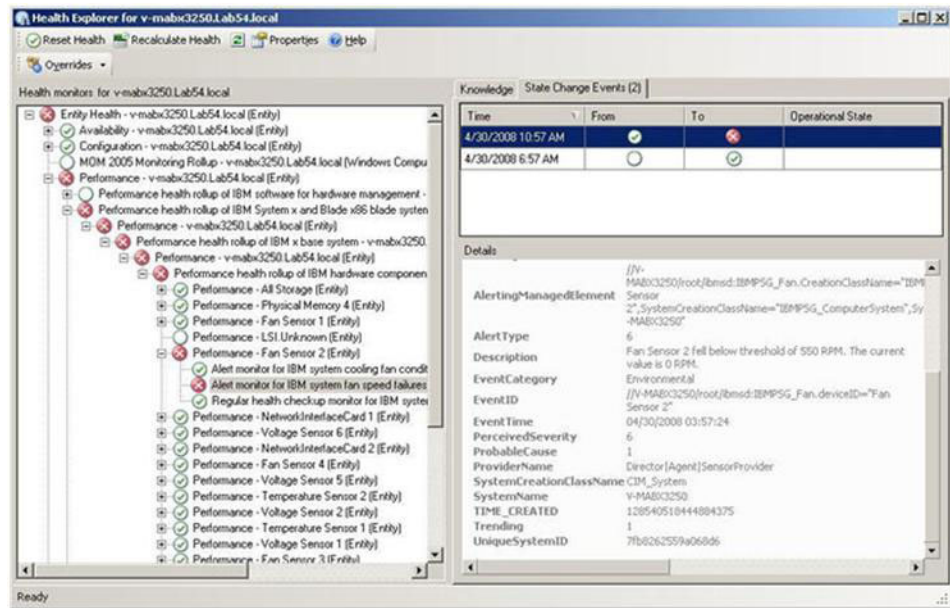 Health Explorer for v-mabx3250.Lab54.local
Reset Health Recalculate Health Properties Help
Overrides
Health monitors for v-mabx3250.Lab54.local
Entity Health - v-mabx3250.Lab54.local (Entity)
Availability - v-mabx3250.Lab54.local (Entity)
Configuration - v-mabx3250.Lab54.local (Entity)
MOM 2005 Monitoring Rollup - v-mabx3250.Lab54.local (Windows Compu
Performance - v-mabx3250.Lab54.local (Entity)
Performance health rollup of IBM software for hardware management -
Performance health rollup of IBM System x and Blade x86 blade system
Performance - v-mabx3250.Lab54.local (Entity)
Performance health rollup of IBM x base system - v-mabx3250.
Performance - v-mabx3250.Lab54.local (Entity)
Performance health rollup of IBM hardware componen
Performance - All Storage (Entity)
Performance - Physical Memory 4 (Entity)
Performance - Fan Sensor 1 (Entity)
Performance - LSI.Unknown (Entity)
Performance - Fan Sensor 2 (Entity)
Alert monitor for IBM system cooling fan condit
Alert monitor for IBM system fan speed failures
Regular health checkup monitor for IBM syste
Performance - NetworkInterfaceCard 1 (Entity)
Performance - Voltage Sensor 6 (Entity)
Performance - NetworkInterfaceCard 2 (Entity)
Performance - Fan Sensor 4 (Entity)
Performance - Voltage Sensor 5 (Entity)
Performance - Temperature Sensor 2 (Entity)
Performance - Voltage Sensor 2 (Entity)
Performance - Temperature Sensor 1 (Entity)
Performance - Voltage Sensor 1 (Entity)
Performance - Fan Sensor 3 (Entity)
Knowledge State Change Events (2)
Time From To Operational State
4/30/2008 10:57 AM
4/30/2008 6:57 AM
Details
//V-
MABX3250/root/ibmsd:IBMPSG_Fan.CreationClassName="IBM
AlertingManagedElement Sensor
2",SystemCreationClassName="IBMPSG_ComputerSystem",Sy
-MABX3250"
AlertType 6
Description Fan Sensor 2 fell below threshold of 550 RPM. The current
value is 0 RPM.
EventCategory Environmental
EventID //V-MABX3250/root/ibmsd:IBMPSG_Fan.deviceID="Fan
Sensor 2"
EventTime 04/30/2008 03:57:24
PerceivedSeverity 6
ProbableCause 1
ProviderName Director|Agent|SensorProvider
SystemCreationClassName CIM_System
SystemName V-MABX3250
TIME_CREATED 128540518444884375
Trending 1
UniqueSystemID 7fb8262559a068d6
Ready